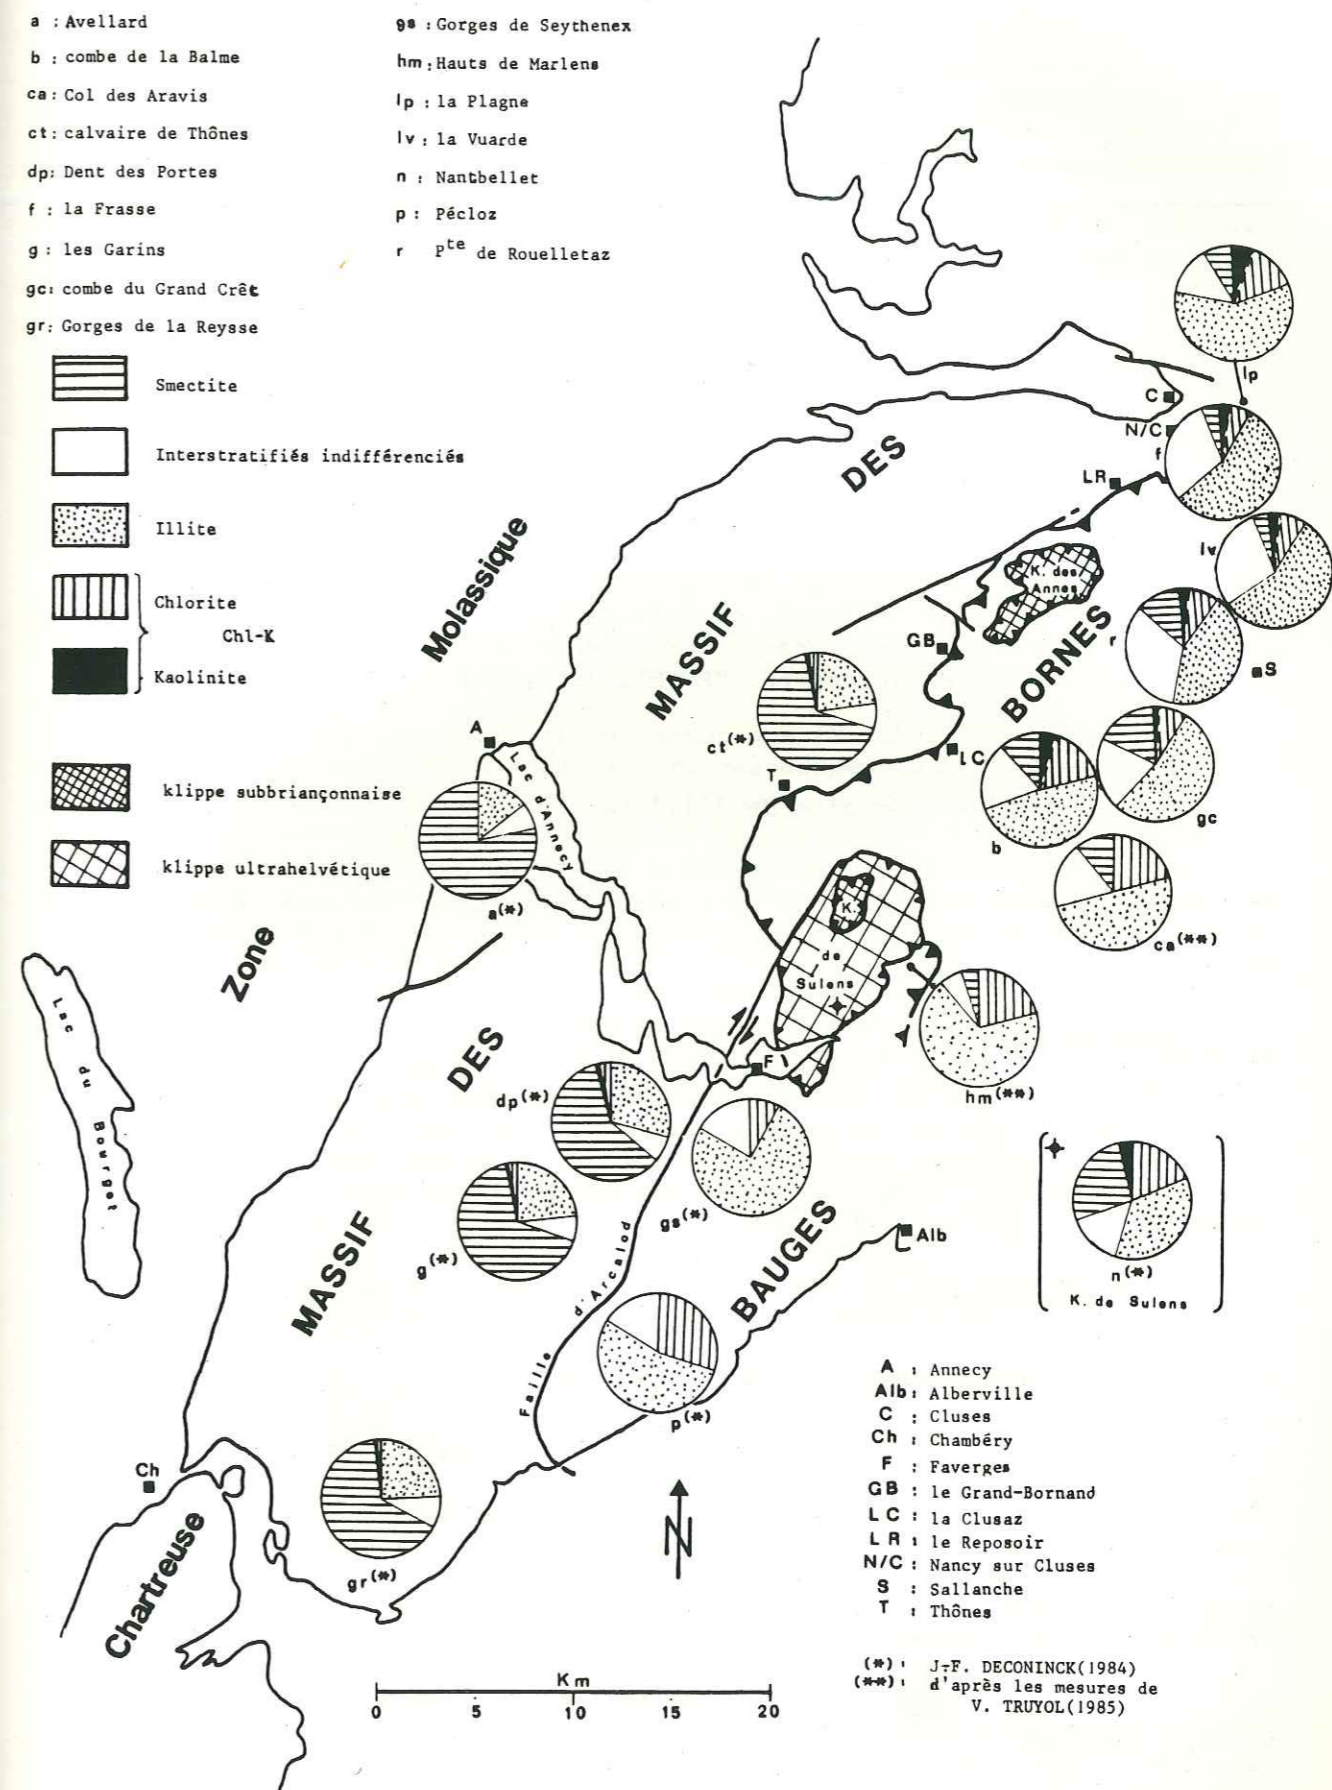 a : Avellard
b : combe de la Balme
ca: Col des Aravis
ct: calvaire de Thônes
dp: Dent des Portes
f : la Frasse
g : les Garins
gc: combe du Grand Crêt
gr: Gorges de la Reysse
gs : Gorges de Seythenex
hm : Hauts de Marlens
lp : la Plagne
lv : la Vuarde
n : Nantbellet
p : Pécloz
r Pte de Rouelletaz
Smectite
Interstratifiés indifférenciés
Illite
Chlorite
Chl-K
Kaolinite
klippe subbriançonnaise
klippe ultrahelvétique
lp
C
N/C
f
LR
DES
lv
K. des
Annes
Molassique
MASSIF
GB
BORNES
r
S
ct(*)
A
LC
T
Lac d'Annecy
gc
b
K.
a(*)
ca(**)
de
Sulens
Zone
Lac du Bourget
DES
F
hm(**)
dp(*)
gs(*)
g(*)
MASSIF
Faille d'Arcalod
BAUGES
Alb
n(*)
K. de Sulens
p(*)
Ch
gr(*)
N
Chartreuse
A : Annecy
Alb: Alberville
C : Cluses
Ch : Chambéry
F : Faverges
GB : le Grand-Bornand
LC : la Clusaz
LR : le Reposoir
N/C : Nancy sur Cluses
S : Sallanche
T : Thônes
Km
0 5 10 15 20
(*) : J-F. DECONINCK(1984)
(**) : d'après les mesures de
V. TRUYOL(1985)